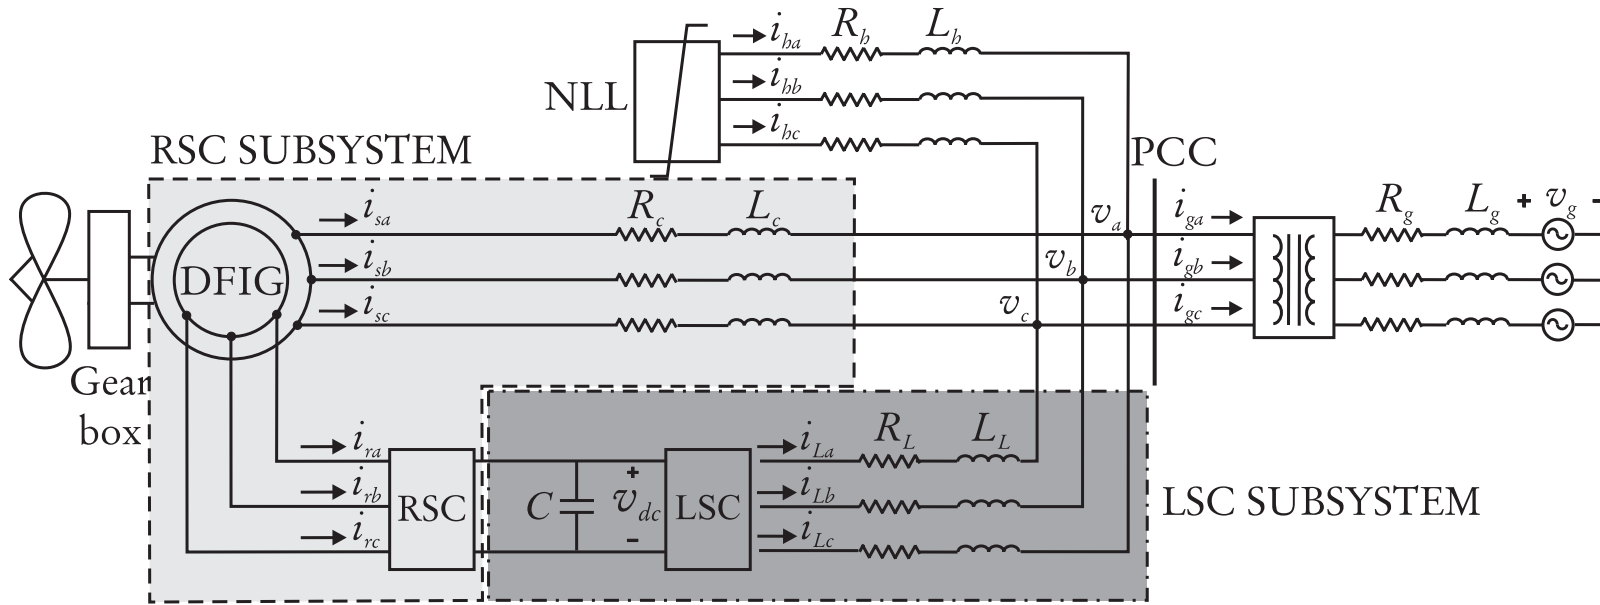 i_ha R_h L_h
NLL i_hb
i_hc
RSC SUBSYSTEM PCC
i_sa R_c L_c v_a i_ga R_g L_g + v_g -
DFIG i_sb v_b i_gb
i_sc v_c i_gc
Gear
box
i_ra i_La R_L L_L
RSC i_rb C + v_dc - LSC i_Lb LSC SUBSYSTEM
i_rc i_Lc